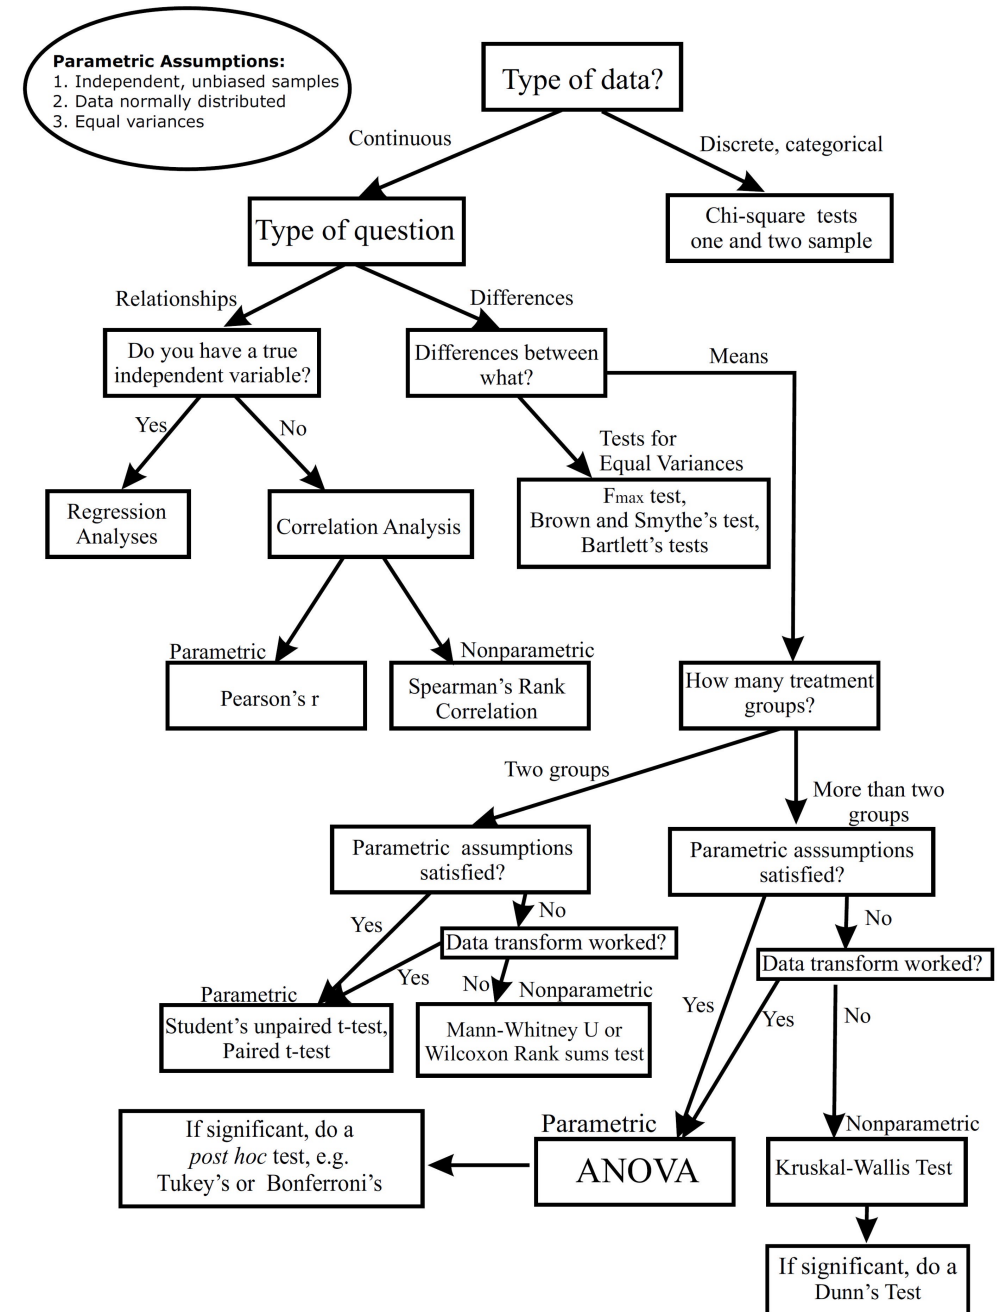 Parametric Assumptions:
1. Independent, unbiased samples
2. Data normally distributed
3. Equal variances
Type of data?
Continuous
Discrete, categorical
Chi-square tests
one and two sample
Type of question
Relationships
Differences
Do you have a true
independent variable?
Differences between
what?
Means
Yes
No
Tests for
Equal Variances
Regression
Analyses
Correlation Analysis
Fmax test,
Brown and Smythe's test,
Bartlett's tests
Parametric
Nonparametric
Pearson's r
Spearman's Rank
Correlation
How many treatment
groups?
Two groups
More than two
groups
Parametric assumptions
satisfied?
Parametric asssumptions
satisfied?
Yes
No
No
Data transform worked?
Data transform worked?
Yes
No
Parametric
Nonparametric
Student's unpaired t-test,
Paired t-test
Mann-Whitney U or
Wilcoxon Rank sums test
Yes
Yes
No
Parametric
Nonparametric
If significant, do a
post hoc test, e.g.
Tukey's or Bonferroni's
ANOVA
Kruskal-Wallis Test
If significant, do a
Dunn's Test